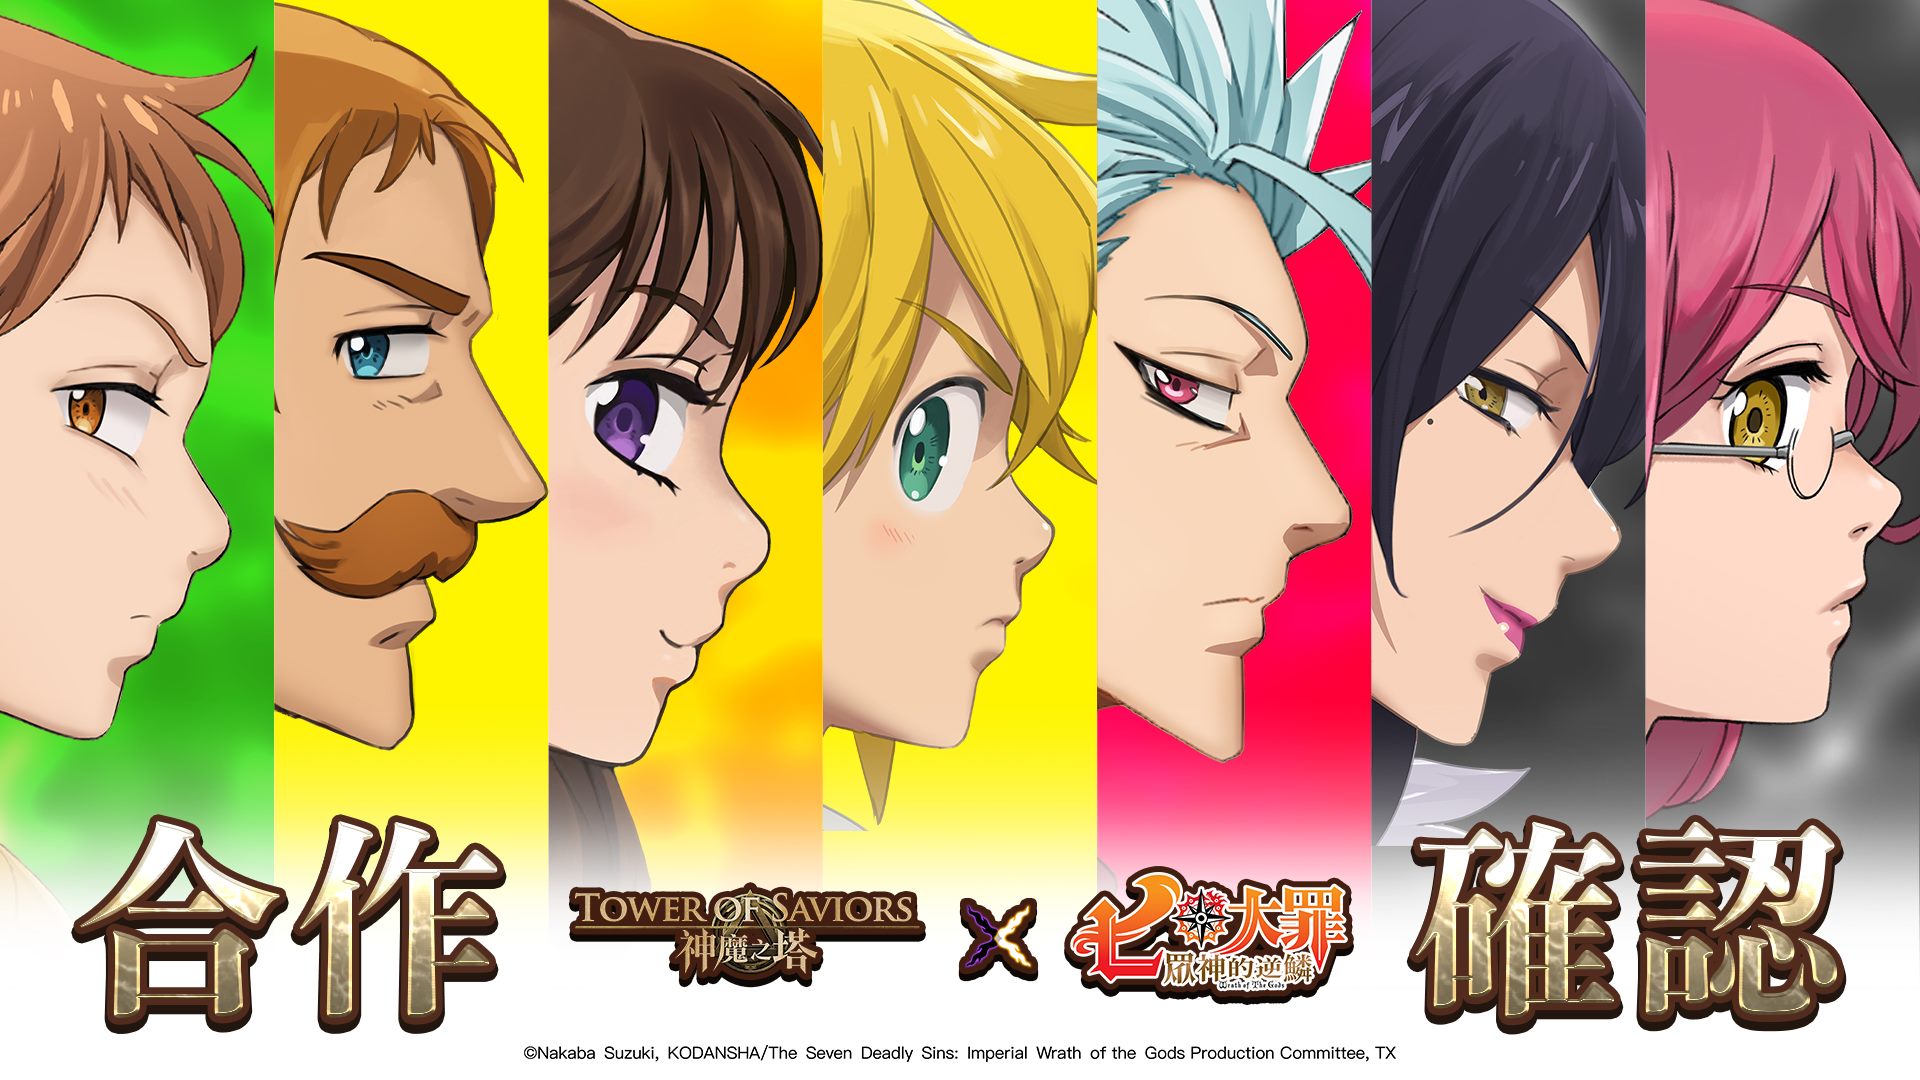 合作
TOWER OF SAVIORS
神魔之塔
X
七大罪
眾神的逆鱗
Wrath of The Gods
確認
©Nakaba Suzuki, KODANSHA/The Seven Deadly Sins: Imperial Wrath of the Gods Production Committee, TX